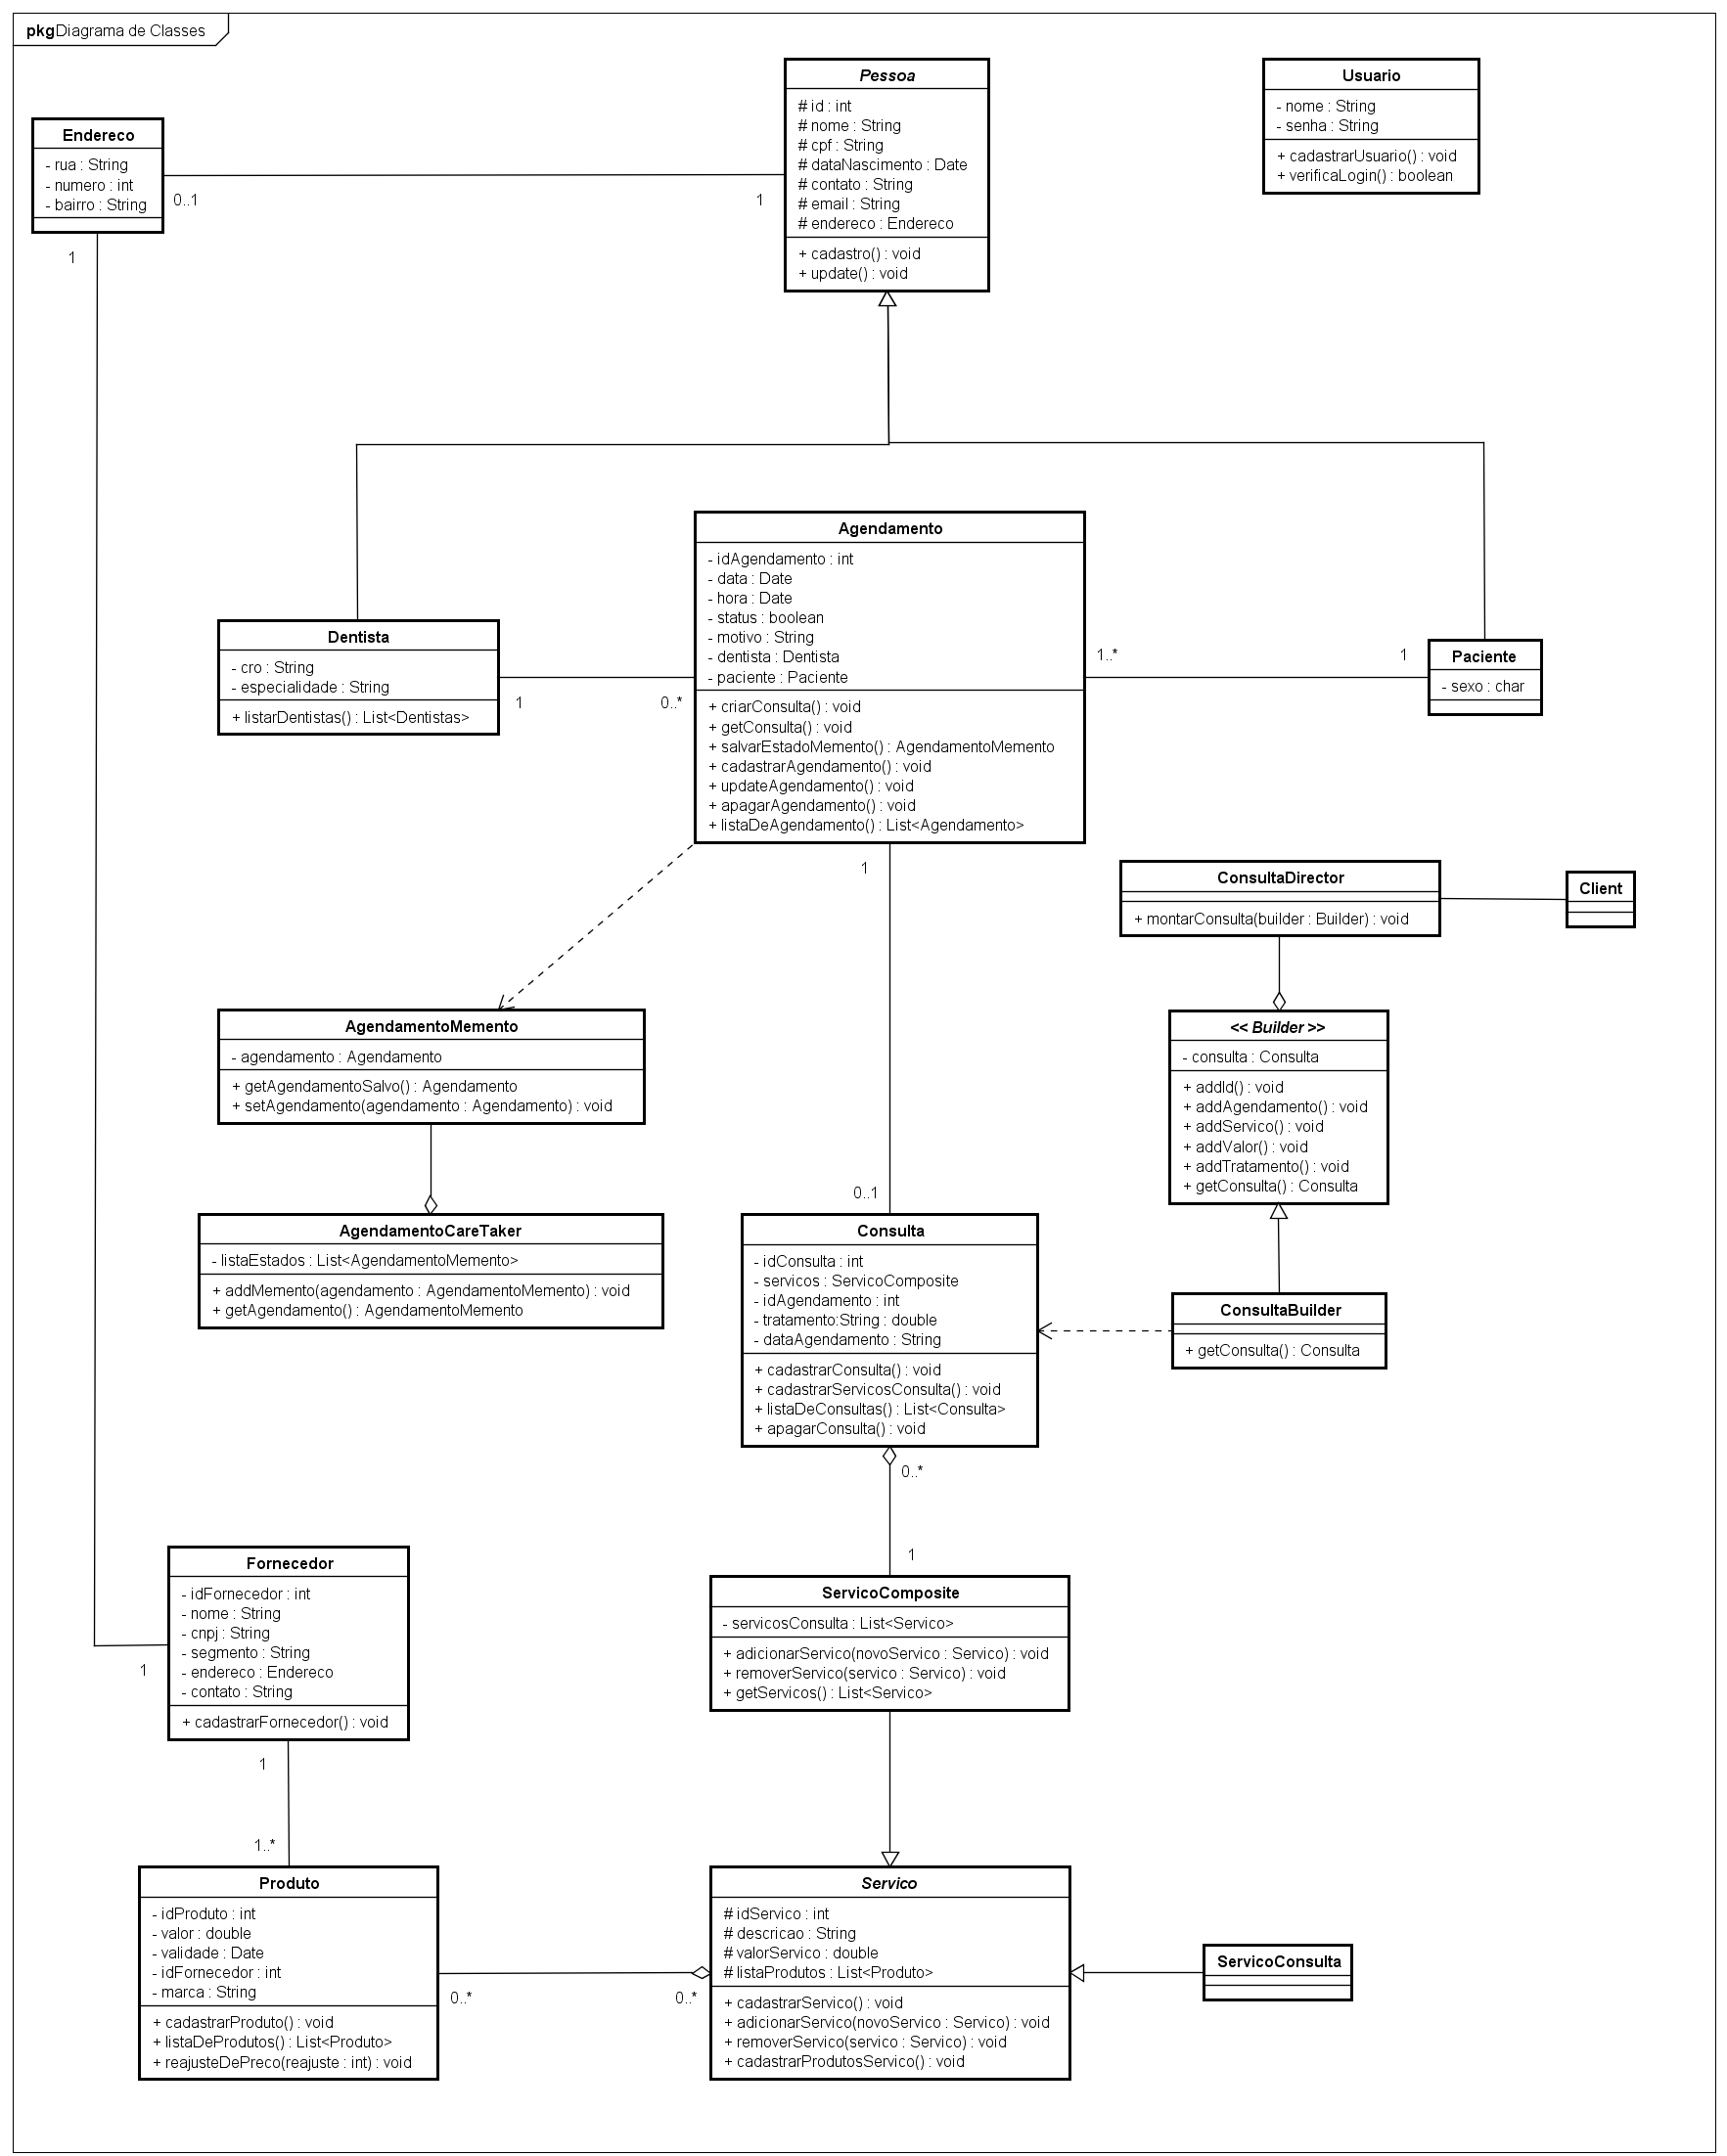 pkgDiagrama de Classes
Pessoa
# id : int
# nome : String
# cpf : String
# dataNascimento : Date
# contato : String
# email : String
# endereco : Endereco
+ cadastro() : void
+ update() : void
Usuario
- nome : String
- senha : String
+ cadastrarUsuario() : void
+ verificaLogin() : boolean
Endereco
- rua : String
- numero : int
- bairro : String
0..1
1
1
Agendamento
- idAgendamento : int
- data : Date
- hora : Date
- status : boolean
- motivo : String
- dentista : Dentista
- paciente : Paciente
+ criarConsulta() : void
+ getConsulta() : void
+ salvarEstadoMemento() : AgendamentoMemento
+ cadastrarAgendamento() : void
+ updateAgendamento() : void
+ apagarAgendamento() : void
+ listaDeAgendamento() : List<Agendamento>
Dentista
- cro : String
- especialidade : String
+ listarDentistas() : List<Dentistas>
1
0..*
1..*
1
Paciente
- sexo : char
1
ConsultaDirector
+ montarConsulta(builder : Builder) : void
Client
AgendamentoMemento
- agendamento : Agendamento
+ getAgendamentoSalvo() : Agendamento
+ setAgendamento(agendamento : Agendamento) : void
<< Builder >>
- consulta : Consulta
+ addId() : void
+ addAgendamento() : void
+ addServico() : void
+ addValor() : void
+ addTratamento() : void
+ getConsulta() : Consulta
0..1
AgendamentoCareTaker
- listaEstados : List<AgendamentoMemento>
+ addMemento(agendamento : AgendamentoMemento) : void
+ getAgendamento() : AgendamentoMemento
Consulta
- idConsulta : int
- servicos : ServicoComposite
- idAgendamento : int
- tratamento:String : double
- dataAgendamento : String
+ cadastrarConsulta() : void
+ cadastrarServicosConsulta() : void
+ listaDeConsultas() : List<Consulta>
+ apagarConsulta() : void
ConsultaBuilder
+ getConsulta() : Consulta
0..*
1
Fornecedor
- idFornecedor : int
- nome : String
- cnpj : String
- segmento : String
- endereco : Endereco
- contato : String
+ cadastrarFornecedor() : void
1
ServicoComposite
- servicosConsulta : List<Servico>
+ adicionarServico(novoServico : Servico) : void
+ removerServico(servico : Servico) : void
+ getServicos() : List<Servico>
1
1..*
Produto
- idProduto : int
- valor : double
- validade : Date
- idFornecedor : int
- marca : String
+ cadastrarProduto() : void
+ listaDeProdutos() : List<Produto>
+ reajusteDePreco(reajuste : int) : void
0..*
0..*
Servico
# idServico : int
# descricao : String
# valorServico : double
# listaProdutos : List<Produto>
+ cadastrarServico() : void
+ adicionarServico(novoServico : Servico) : void
+ removerServico(servico : Servico) : void
+ cadastrarProdutosServico() : void
ServicoConsulta